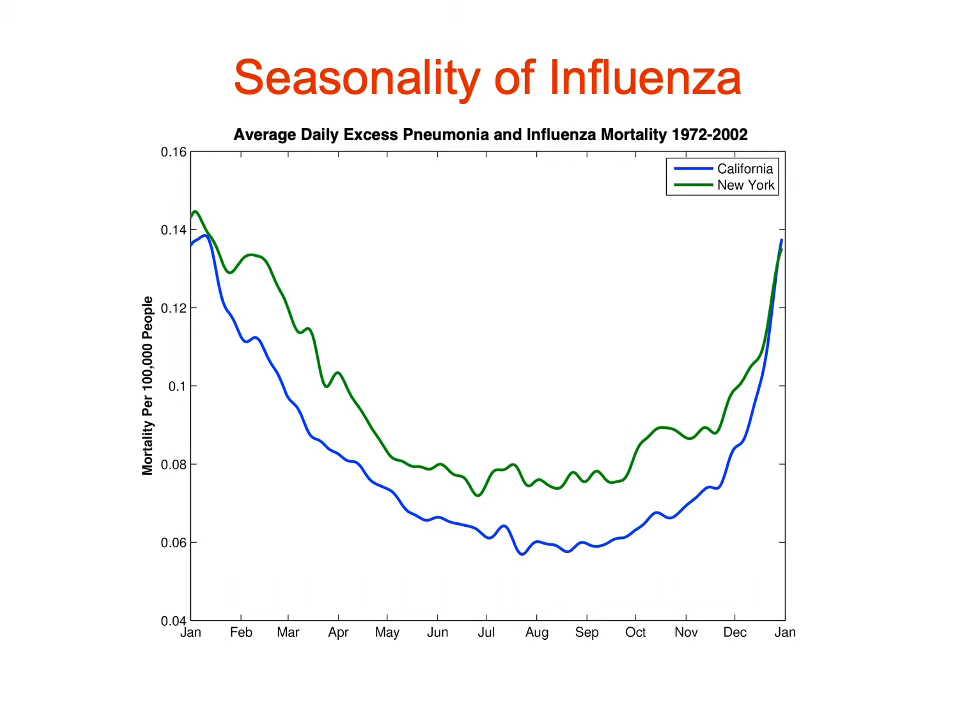 Seasonality of Influenza
Average Daily Excess Pneumonia and Influenza Mortality 1972-2002
0.16
0.14
0.12
0.1
0.08
0.06
0.04
Mortality Per 100,000 People
California
New York
Jan Feb Mar Apr May Jun Jul Aug Sep Oct Nov Dec Jan